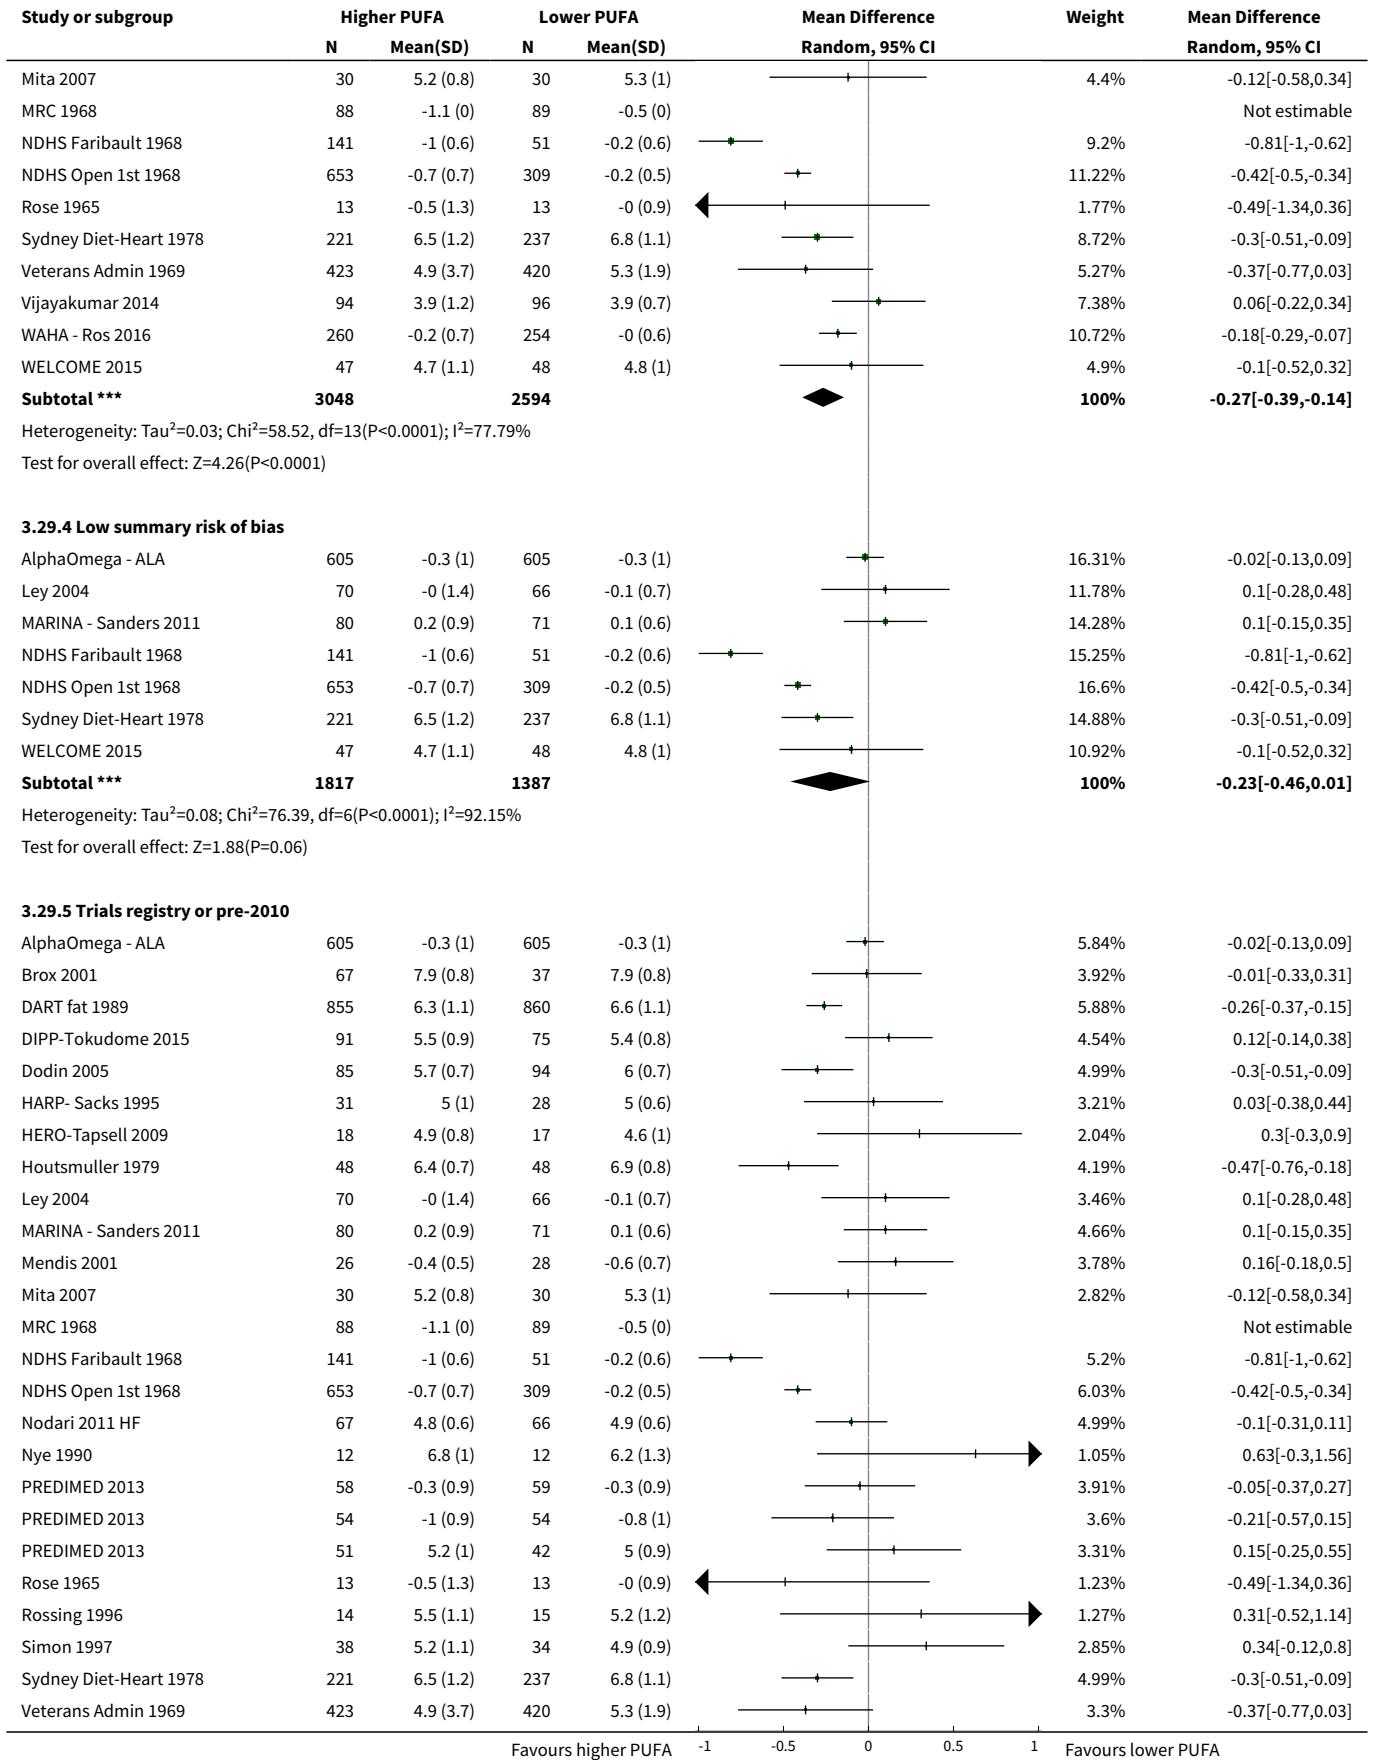 Study or subgroup Higher PUFA Lower PUFA Mean Difference Weight Mean Difference
N Mean(SD) N Mean(SD) Random, 95% CI Random, 95% CI
Mita 2007 30 5.2 (0.8) 30 5.3 (1) 4.4% -0.12[-0.58,0.34]
MRC 1968 88 -1.1 (0) 89 -0.5 (0) Not estimable
NDHS Faribault 1968 141 -1 (0.6) 51 -0.2 (0.6) 9.2% -0.81[-1,-0.62]
NDHS Open 1st 1968 653 -0.7 (0.7) 309 -0.2 (0.5) 11.22% -0.42[-0.5,-0.34]
Rose 1965 13 -0.5 (1.3) 13 -0 (0.9) 1.77% -0.49[-1.34,0.36]
Sydney Diet-Heart 1978 221 6.5 (1.2) 237 6.8 (1.1) 8.72% -0.3[-0.51,-0.09]
Veterans Admin 1969 423 4.9 (3.7) 420 5.3 (1.9) 5.27% -0.37[-0.77,0.03]
Vijayakumar 2014 94 3.9 (1.2) 96 3.9 (0.7) 7.38% 0.06[-0.22,0.34]
WAHA - Ros 2016 260 -0.2 (0.7) 254 -0 (0.6) 10.72% -0.18[-0.29,-0.07]
WELCOME 2015 47 4.7 (1.1) 48 4.8 (1) 4.9% -0.1[-0.52,0.32]
Subtotal *** 3048 2594 100% -0.27[-0.39,-0.14]
Heterogeneity: Tau²=0.03; Chi²=58.52, df=13(P<0.0001); I²=77.79%
Test for overall effect: Z=4.26(P<0.0001)
3.29.4 Low summary risk of bias
AlphaOmega - ALA 605 -0.3 (1) 605 -0.3 (1) 16.31% -0.02[-0.13,0.09]
Ley 2004 70 -0 (1.4) 66 -0.1 (0.7) 11.78% 0.1[-0.28,0.48]
MARINA - Sanders 2011 80 0.2 (0.9) 71 0.1 (0.6) 14.28% 0.1[-0.15,0.35]
NDHS Faribault 1968 141 -1 (0.6) 51 -0.2 (0.6) 15.25% -0.81[-1,-0.62]
NDHS Open 1st 1968 653 -0.7 (0.7) 309 -0.2 (0.5) 16.6% -0.42[-0.5,-0.34]
Sydney Diet-Heart 1978 221 6.5 (1.2) 237 6.8 (1.1) 14.88% -0.3[-0.51,-0.09]
WELCOME 2015 47 4.7 (1.1) 48 4.8 (1) 10.92% -0.1[-0.52,0.32]
Subtotal *** 1817 1387 100% -0.23[-0.46,0.01]
Heterogeneity: Tau²=0.08; Chi²=76.39, df=6(P<0.0001); I²=92.15%
Test for overall effect: Z=1.88(P=0.06)
3.29.5 Trials registry or pre-2010
AlphaOmega - ALA 605 -0.3 (1) 605 -0.3 (1) 5.84% -0.02[-0.13,0.09]
Brox 2001 67 7.9 (0.8) 37 7.9 (0.8) 3.92% -0.01[-0.33,0.31]
DART fat 1989 855 6.3 (1.1) 860 6.6 (1.1) 5.88% -0.26[-0.37,-0.15]
DIPP-Tokudome 2015 91 5.5 (0.9) 75 5.4 (0.8) 4.54% 0.12[-0.14,0.38]
Dodin 2005 85 5.7 (0.7) 94 6 (0.7) 4.99% -0.3[-0.51,-0.09]
HARP- Sacks 1995 31 5 (1) 28 5 (0.6) 3.21% 0.03[-0.38,0.44]
HERO-Tapsell 2009 18 4.9 (0.8) 17 4.6 (1) 2.04% 0.3[-0.3,0.9]
Houtsmuller 1979 48 6.4 (0.7) 48 6.9 (0.8) 4.19% -0.47[-0.76,-0.18]
Ley 2004 70 -0 (1.4) 66 -0.1 (0.7) 3.46% 0.1[-0.28,0.48]
MARINA - Sanders 2011 80 0.2 (0.9) 71 0.1 (0.6) 4.66% 0.1[-0.15,0.35]
Mendis 2001 26 -0.4 (0.5) 28 -0.6 (0.7) 3.78% 0.16[-0.18,0.5]
Mita 2007 30 5.2 (0.8) 30 5.3 (1) 2.82% -0.12[-0.58,0.34]
MRC 1968 88 -1.1 (0) 89 -0.5 (0) Not estimable
NDHS Faribault 1968 141 -1 (0.6) 51 -0.2 (0.6) 5.2% -0.81[-1,-0.62]
NDHS Open 1st 1968 653 -0.7 (0.7) 309 -0.2 (0.5) 6.03% -0.42[-0.5,-0.34]
Nodari 2011 HF 67 4.8 (0.6) 66 4.9 (0.6) 4.99% -0.1[-0.31,0.11]
Nye 1990 12 6.8 (1) 12 6.2 (1.3) 1.05% 0.63[-0.3,1.56]
PREDIMED 2013 58 -0.3 (0.9) 59 -0.3 (0.9) 3.91% -0.05[-0.37,0.27]
PREDIMED 2013 54 -1 (0.9) 54 -0.8 (1) 3.6% -0.21[-0.57,0.15]
PREDIMED 2013 51 5.2 (1) 42 5 (0.9) 3.31% 0.15[-0.25,0.55]
Rose 1965 13 -0.5 (1.3) 13 -0 (0.9) 1.23% -0.49[-1.34,0.36]
Rossing 1996 14 5.5 (1.1) 15 5.2 (1.2) 1.27% 0.31[-0.52,1.14]
Simon 1997 38 5.2 (1.1) 34 4.9 (0.9) 2.85% 0.34[-0.12,0.8]
Sydney Diet-Heart 1978 221 6.5 (1.2) 237 6.8 (1.1) 4.99% -0.3[-0.51,-0.09]
Veterans Admin 1969 423 4.9 (3.7) 420 5.3 (1.9) 3.3% -0.37[-0.77,0.03]
Favours higher PUFA -1 -0.5 0 0.5 1 Favours lower PUFA